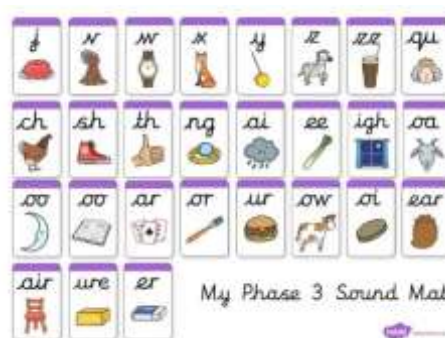 j v w x y z zz qu
ch sh th ng ai ee igh oa
oo oo ar or ur ow oi ear
air ure er
My Phase 3 Sound Mat